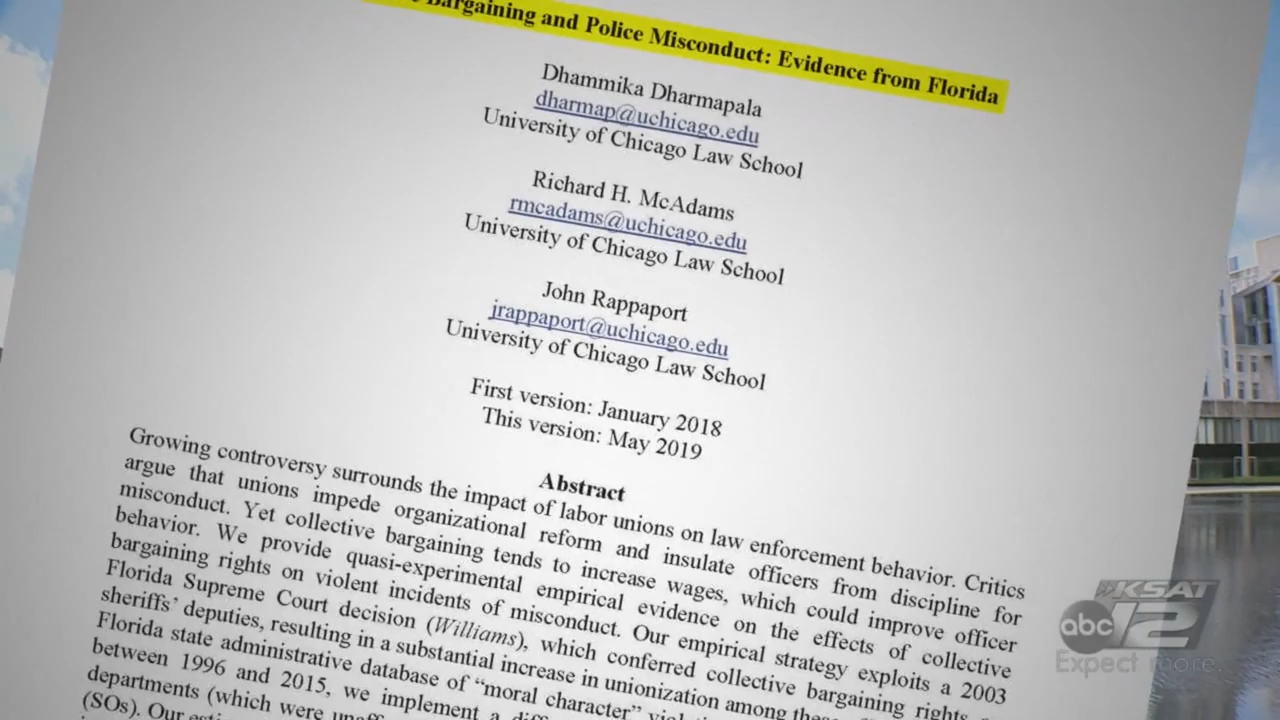 Bargaining and Police Misconduct: Evidence from Florida
Dhammika Dharmapala
dharmap@uchicago.edu
University of Chicago Law School
Richard H. McAdams
rmcadams@uchicago.edu
University of Chicago Law School
John Rappaport
jrappaport@uchicago.edu
University of Chicago Law School
First version: January 2018
This version: May 2019
Abstract
Growing controversy surrounds the impact of labor unions on law enforcement behavior. Critics
argue that unions impede organizational reform and insulate officers from discipline for
misconduct. Yet collective bargaining tends to increase wages, which could improve officer
behavior. We provide quasi-experimental empirical evidence on the effects of collective
bargaining rights on violent incidents of misconduct. Our empirical strategy exploits a 2003
Florida Supreme Court decision (Williams), which conferred collective bargaining rights
sheriffs’ deputies, resulting in a substantial increase in unionization among these
Florida state administrative database of “moral character”
between 1996 and 2015, we implement a
departments (which were
(SOs). Our
KSAT
abc 12
Expect more.